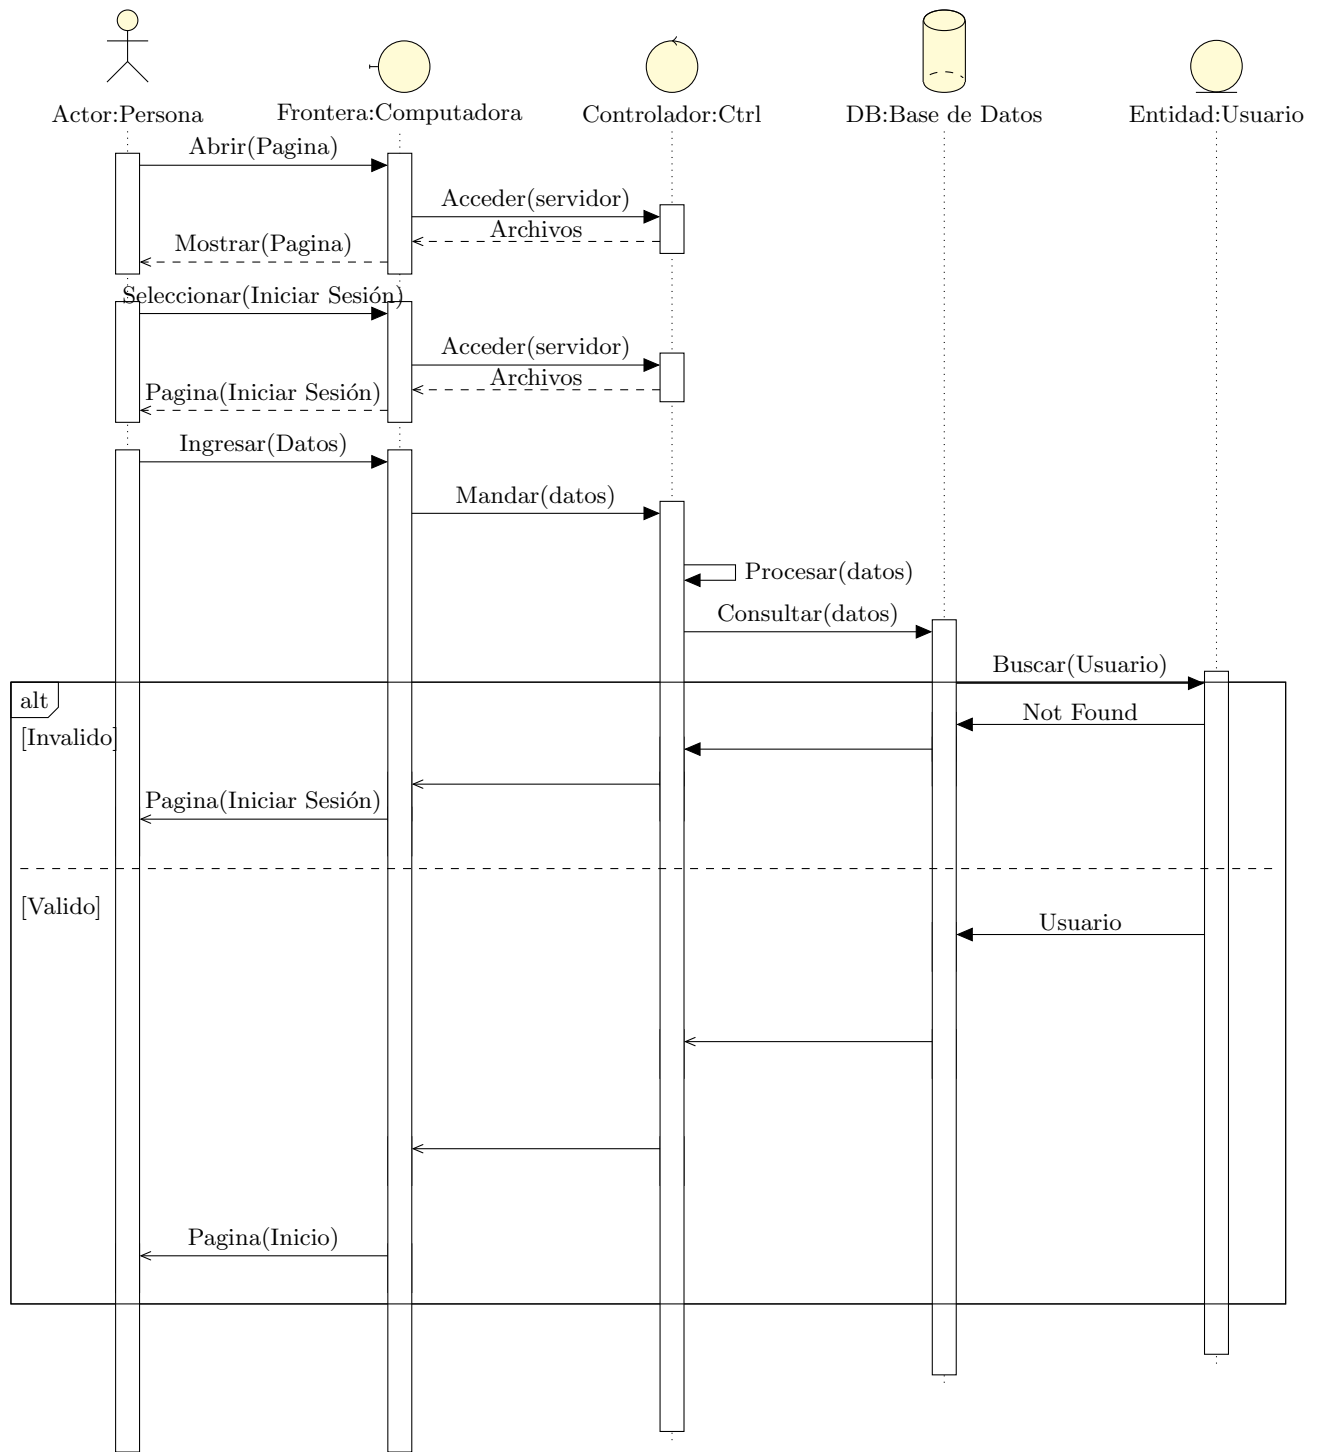 Actor:Persona
Frontera:Computadora
Controlador:Ctrl
DB:Base de Datos
Entidad:Usuario
Abrir(Pagina)
Acceder(servidor)
Archivos
Mostrar(Pagina)
Seleccionar(Iniciar Sesión)
Acceder(servidor)
Archivos
Pagina(Iniciar Sesión)
Ingresar(Datos)
Mandar(datos)
Procesar(datos)
Consultar(datos)
Buscar(Usuario)
alt
Not Found
[Invalido]
Pagina(Iniciar Sesión)
[Valido]
Usuario
Pagina(Inicio)